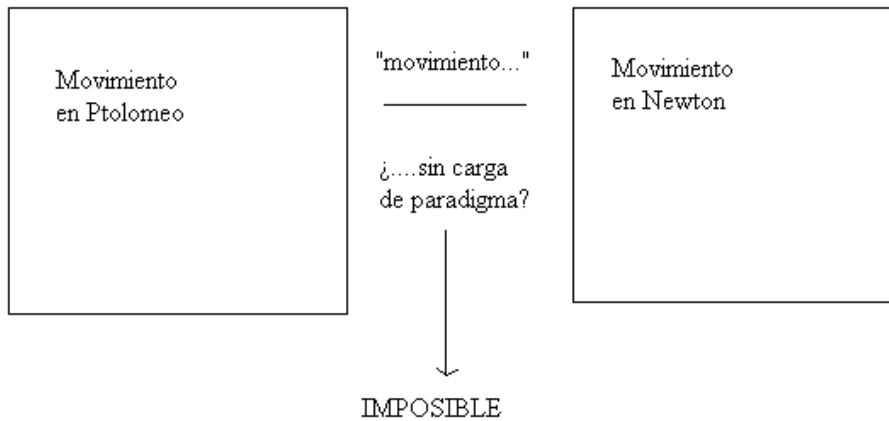 Movimiento
en Ptolomeo
"movimiento..."
¿....sin carga
de paradigma?
IMPOSIBLE
Movimiento
en Newton